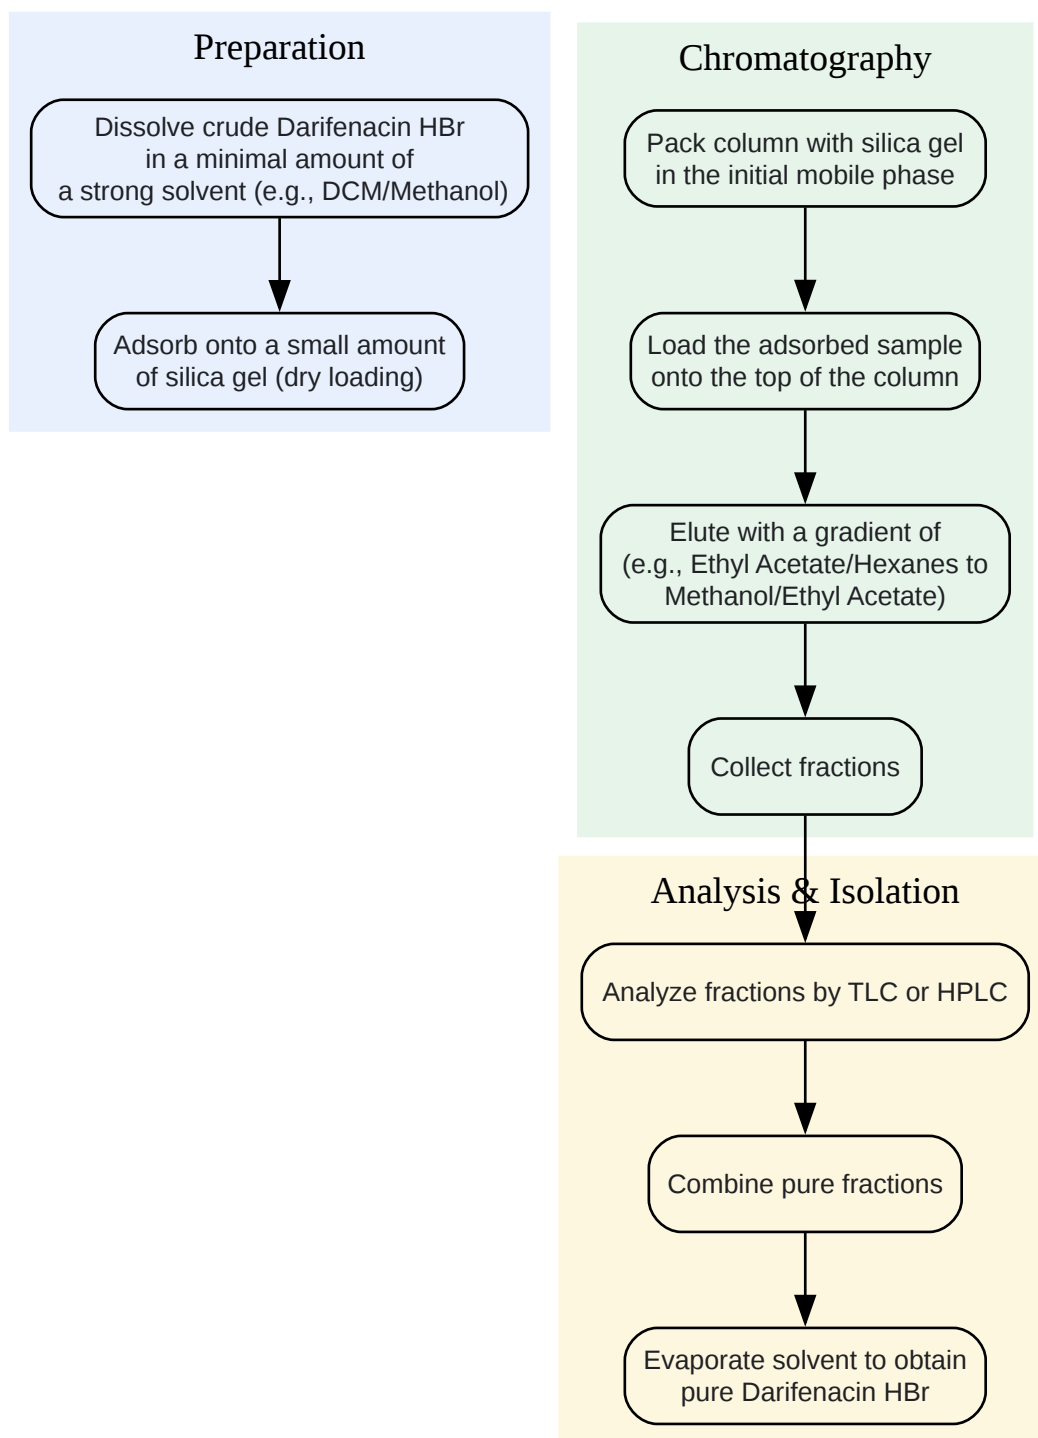 Preparation
Dissolve crude Darifenacin HBr
in a minimal amount of
a strong solvent (e.g., DCM/Methanol)
Adsorb onto a small amount
of silica gel (dry loading)
Chromatography
Pack column with silica gel
in the initial mobile phase
Load the adsorbed sample
onto the top of the column
Elute with a gradient of
(e.g., Ethyl Acetate/Hexanes to
Methanol/Ethyl Acetate)
Collect fractions
Analysis & Isolation
Analyze fractions by TLC or HPLC
Combine pure fractions
Evaporate solvent to obtain
pure Darifenacin HBr